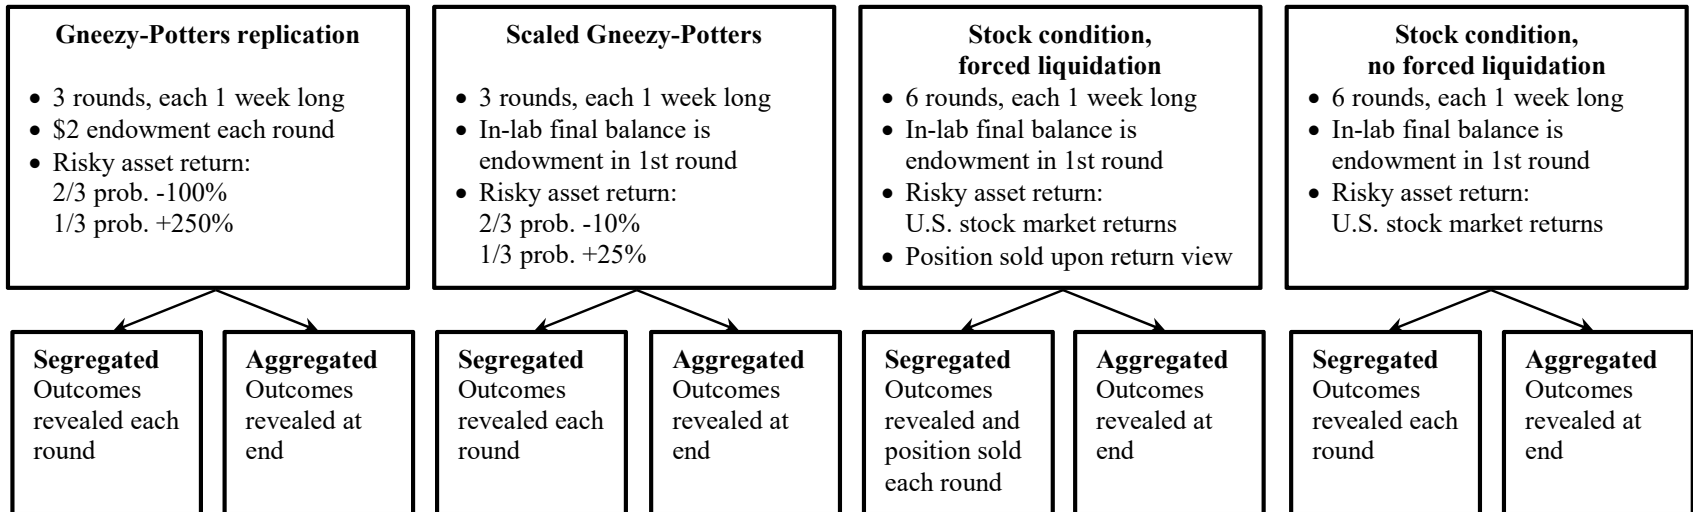 Gneezy-Potters replication
• 3 rounds, each 1 week long
• $2 endowment each round
• Risky asset return:
2/3 prob. -100%
1/3 prob. +250%
Scaled Gneezy-Potters
• 3 rounds, each 1 week long
• In-lab final balance is
endowment in 1st round
• Risky asset return:
2/3 prob. -10%
1/3 prob. +25%
Stock condition,
forced liquidation
• 6 rounds, each 1 week long
• In-lab final balance is
endowment in 1st round
• Risky asset return:
U.S. stock market returns
• Position sold upon return view
Stock condition,
no forced liquidation
• 6 rounds, each 1 week long
• In-lab final balance is
endowment in 1st round
• Risky asset return:
U.S. stock market returns
Segregated
Outcomes
revealed each
round
Aggregated
Outcomes
revealed at
end
Segregated
Outcomes
revealed each
round
Aggregated
Outcomes
revealed at
end
Segregated
Outcomes
revealed and
position sold
each round
Aggregated
Outcomes
revealed at
end
Segregated
Outcomes
revealed each
round
Aggregated
Outcomes
revealed at
end